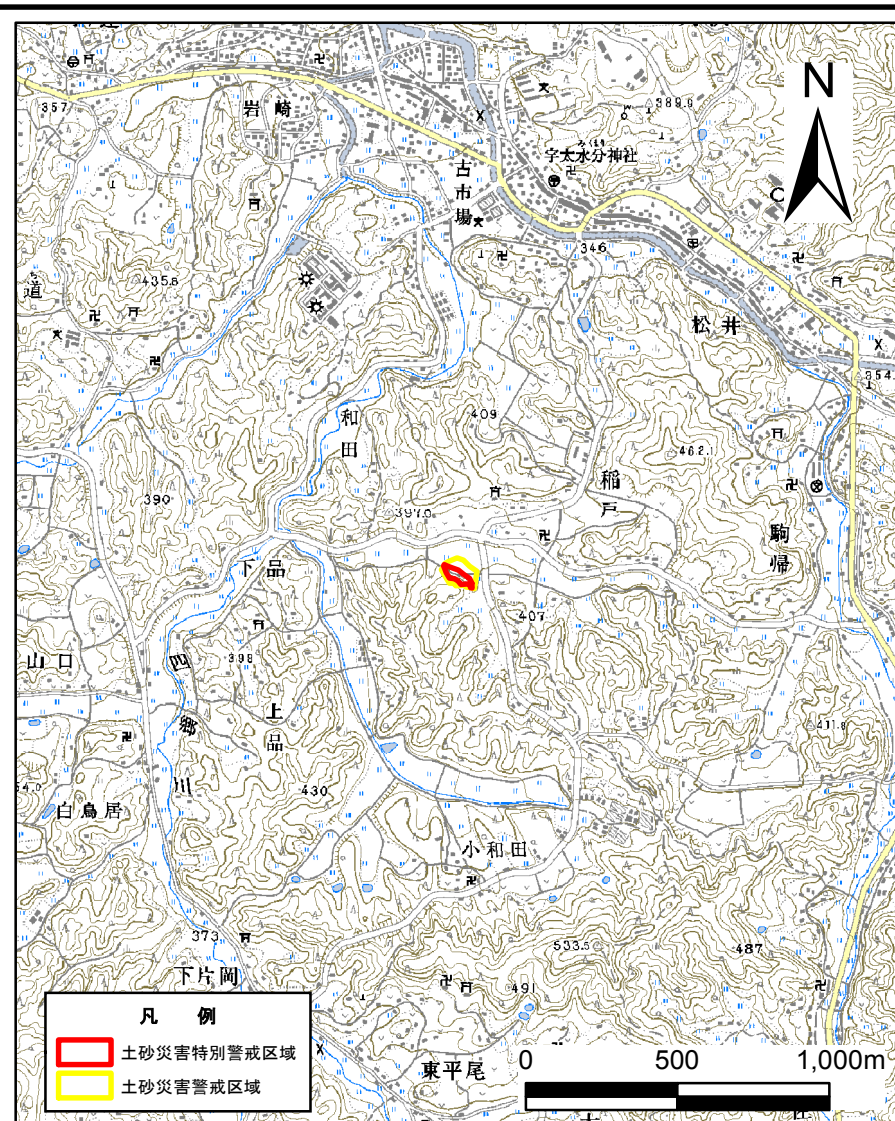 357
岩崎
古市場
みくまり
宇太水分神社
389.6
N
346
435.8
道
松井
354.
和田
409
462.1
稲戸
390
397.0
駒帰
下品
407
398
山口
四郷川
上品
411.8
430
白鳥居
小和田
373
533.5
487
下片岡
491
東平尾
凡 例
土砂災害特別警戒区域
土砂災害警戒区域
0 500 1,000m